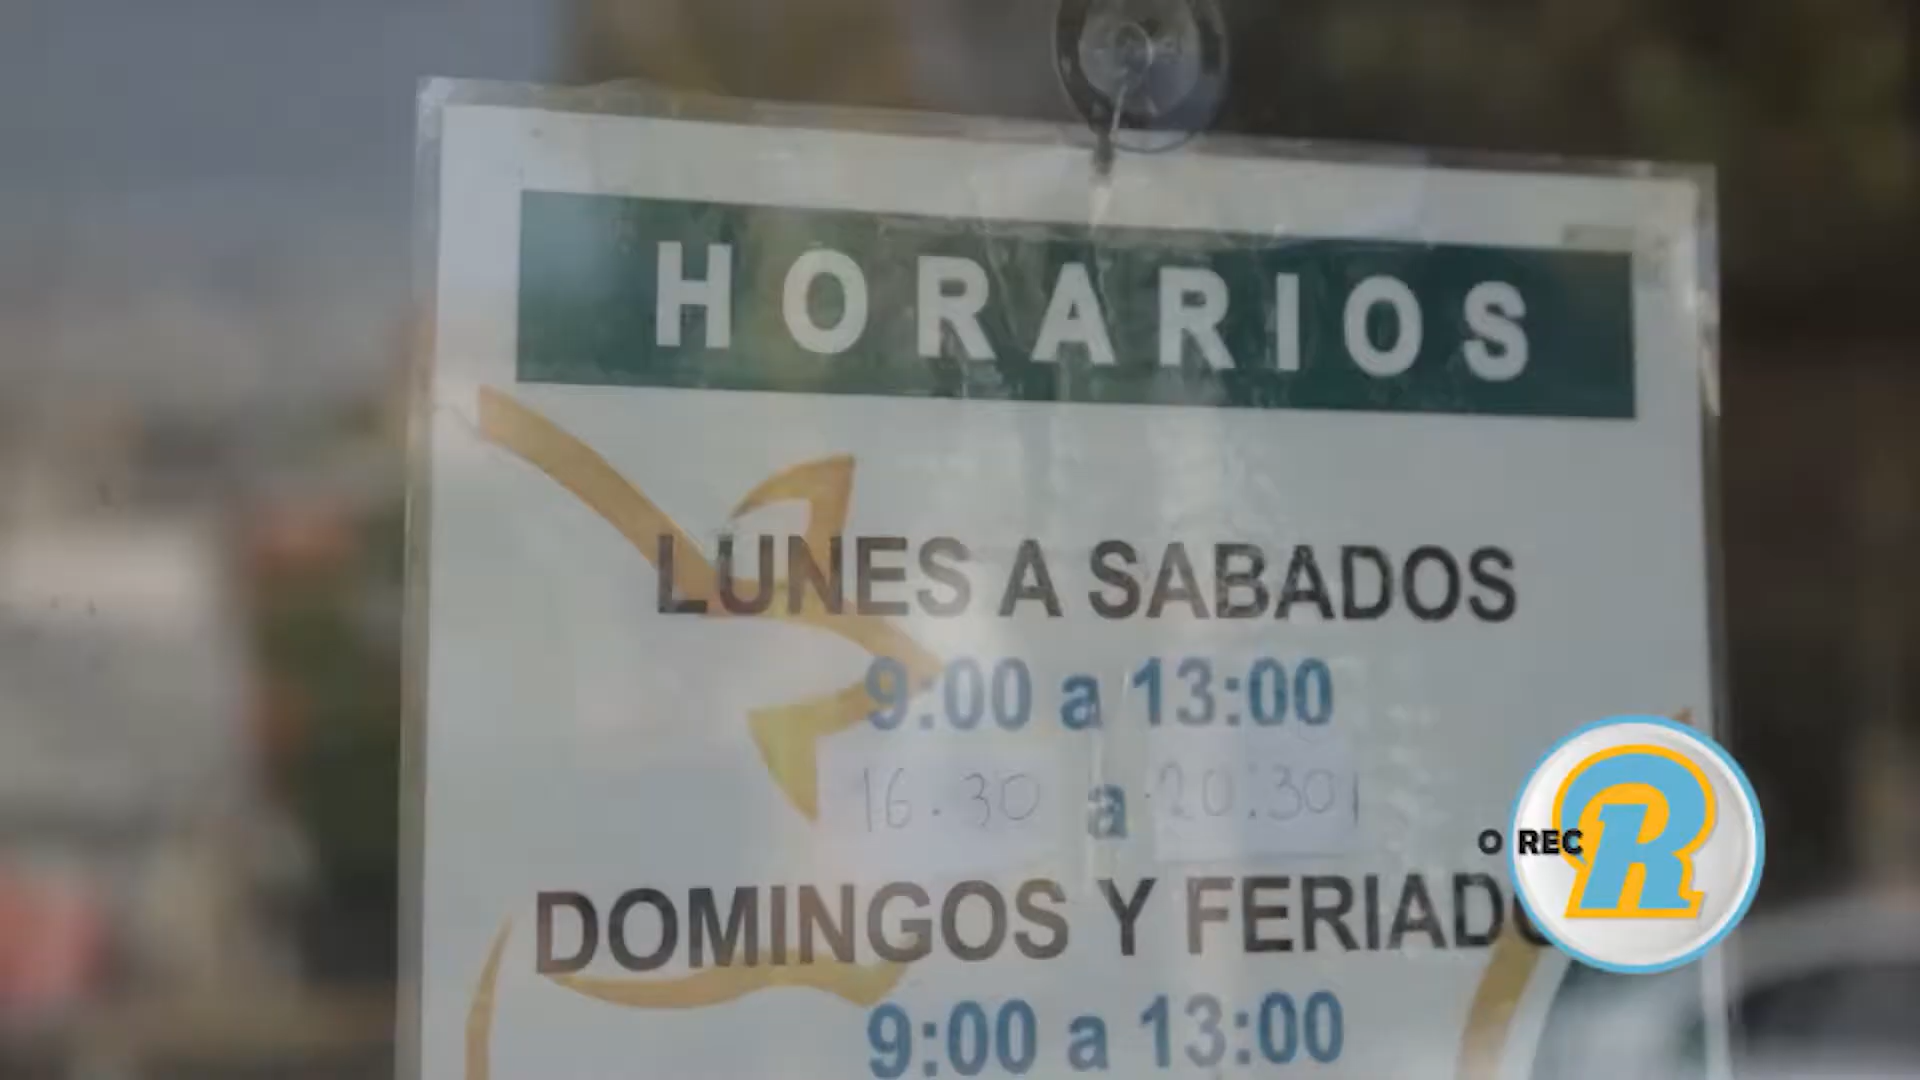 HORARIOS
LUNES A SABADOS
9:00 a 13:00
16.30 a 20:30
DOMINGOS Y FERIADO
9:00 a 13:00
O REC
R